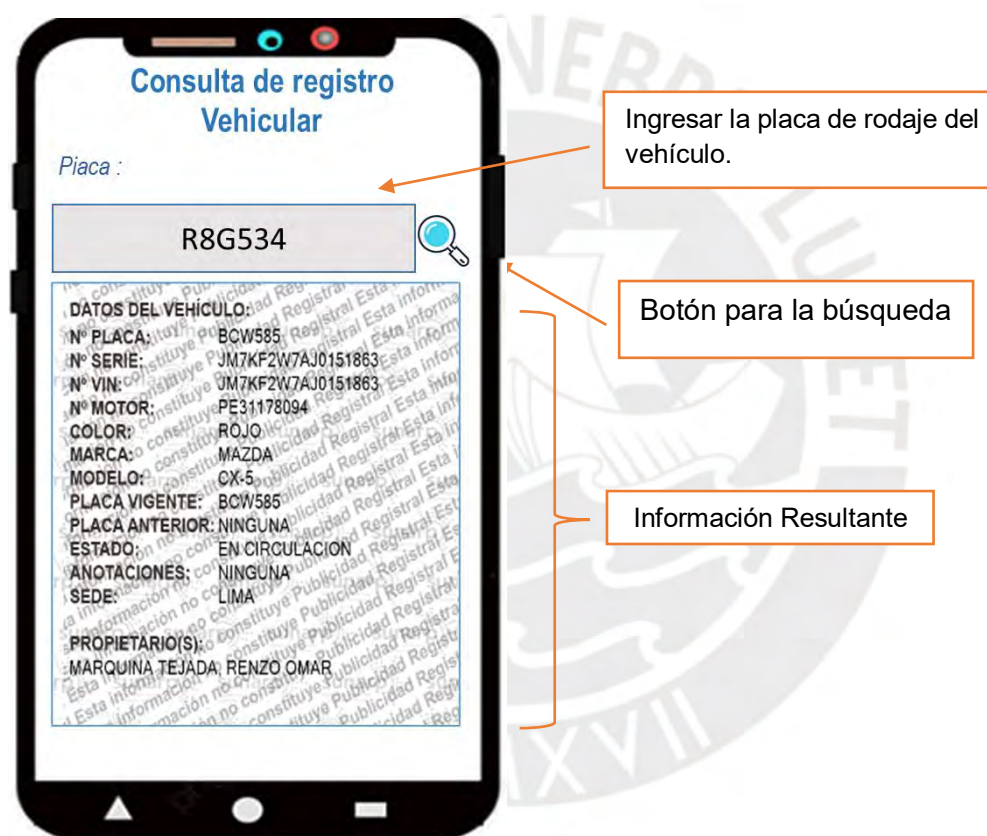 Consulta de registro
Vehicular
Piaca :
R8G534
DATOS DEL VEHÍCULO:
Nº PLACA: BCW585
Nº SERIE: JM7KF2W7AJ0151863
Nº VIN: JM7KF2W7AJ0151863
Nº MOTOR: PE31178094
COLOR: ROJO
MARCA: MAZDA
MODELO: CX-5
PLACA VIGENTE: BCW585
PLACA ANTERIOR: NINGUNA
ESTADO: EN CIRCULACION
ANOTACIONES: NINGUNA
SEDE: LIMA
PROPIETARIO(S):
MARQUINA TEJADA, RENZO OMAR
Ingresar la placa de rodaje del
vehículo.
Botón para la búsqueda
Información Resultante